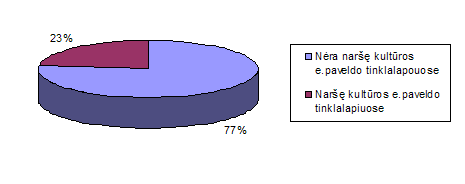 23%
77%
Nėra naršę kultūros
e.paveldo tinklalapouose
Naršę kultūros e.paveldo
tinklalapiuose